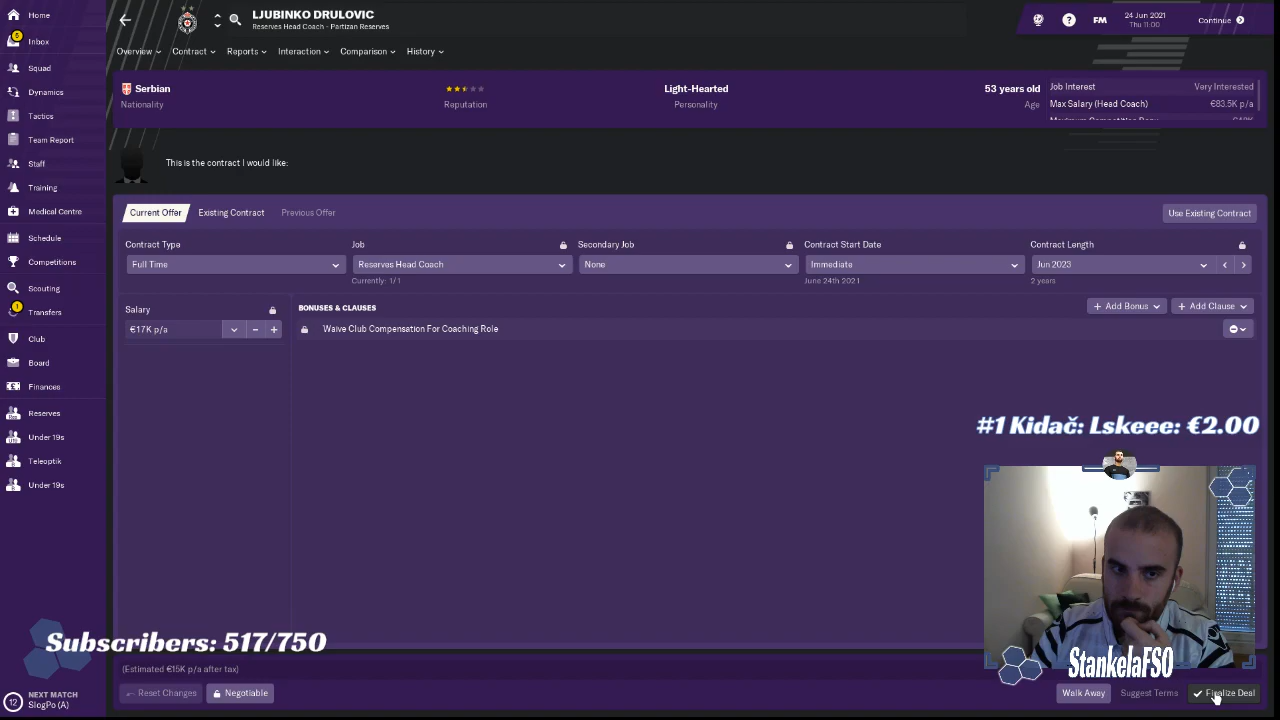 Home
LJUBINKO DRULOVIC
Reserves Head Coach - Partizan Reserves
FM
24 Jun 2021
Thu 11:00
Continue
5
Inbox
Overview
Contract
Reports
Interaction
Comparison
History
Squad
Dynamics
Tactics
Team Report
Staff
Training
Medical Centre
Schedule
Competitions
Scouting
1
Transfers
Club
Board
Finances
Reserves
Under 19s
Teleoptik
Under 19s
Serbian
Nationality
Reputation
Light-Hearted
Personality
53 years old
Age
Job Interest
Very Interested
Max Salary (Head Coach)
€83.5K p/a
This is the contract I would like:
Current Offer
Existing Contract
Previous Offer
Use Existing Contract
Contract Type
Job
Secondary Job
Contract Start Date
Contract Length
Full Time
Reserves Head Coach
None
Immediate
Jun 2023
Currently: 1/1
June 24th 2021
2 years
Salary
BONUSES & CLAUSES
Add Bonus
Add Clause
€17K p/a
Waive Club Compensation For Coaching Role
#1 Kidač: Lskeee: €2.00
Subscribers: 517/750
StankelaFSO
(Estimated €15K p/a after tax)
Reset Changes
Negotiable
Walk Away
Suggest Terms
Finalize Deal
12
NEXT MATCH
SlogPo (A)